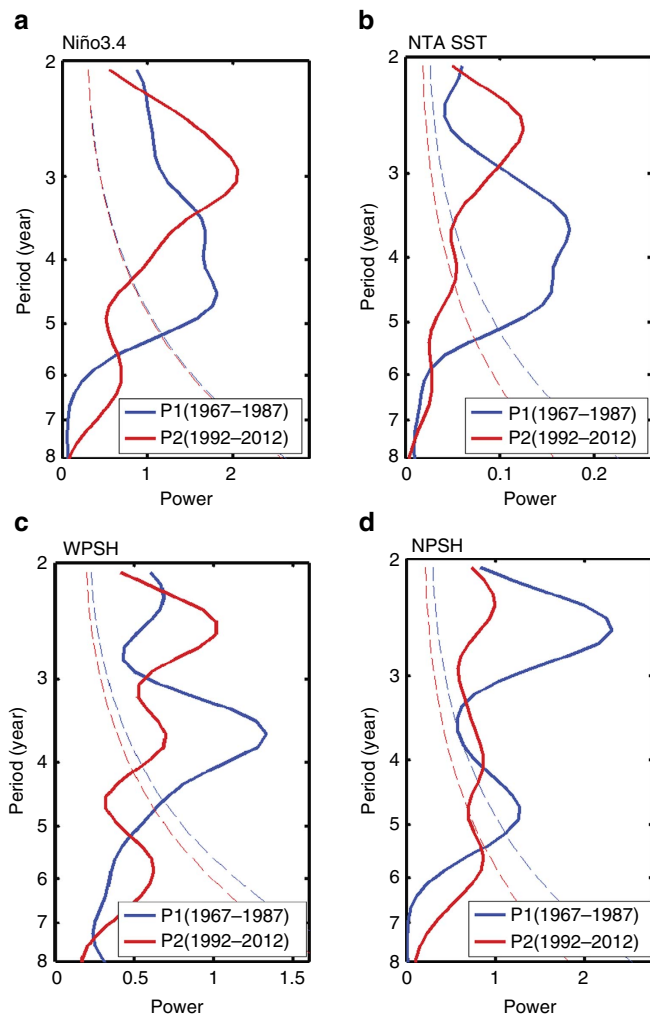 a
Niño3.4
2
3
4
5
6
7
8
Period (year)
P1(1967–1987)
P2(1992–2012)
0
1
2
Power
b
NTA SST
2
3
4
5
6
7
8
Period (year)
P1(1967–1987)
P2(1992–2012)
0
0.1
0.2
Power
c
WPSH
2
3
4
5
6
7
8
Period (year)
P1(1967–1987)
P2(1992–2012)
0
0.5
1
1.5
Power
d
NPSH
2
3
4
5
6
7
8
Period (year)
P1(1967–1987)
P2(1992–2012)
0
1
2
Power